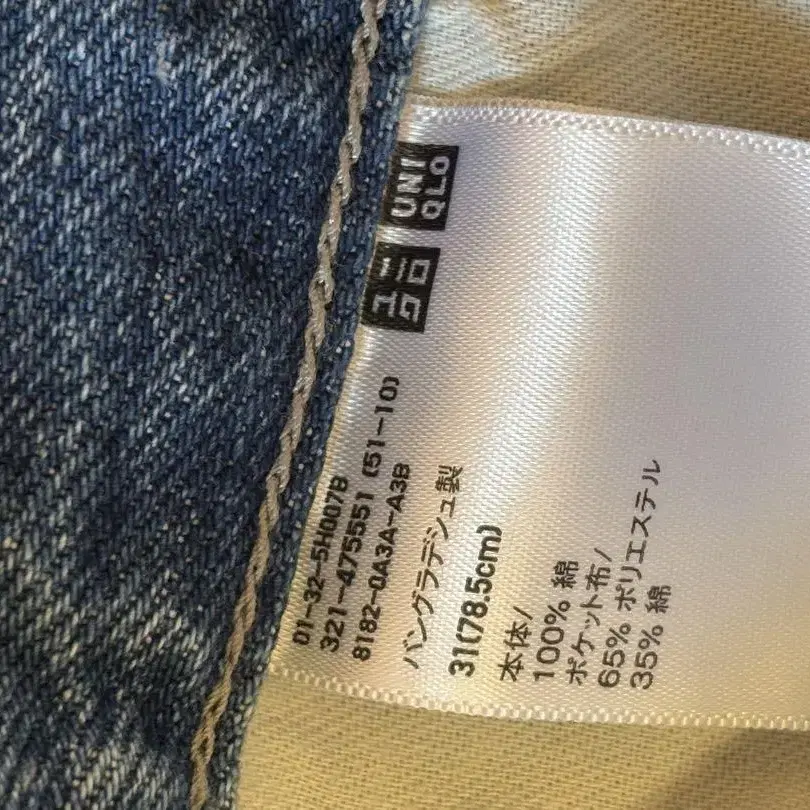 ユニ
クロ
UNI
QLO
01-32-5H007B
321-475551 (51-10)
8182-0A3A-A3B
バングラデシュ製
31(78.5cm)
本体/
100% 綿
ポケット布/
65% ポリエステル
35% 綿